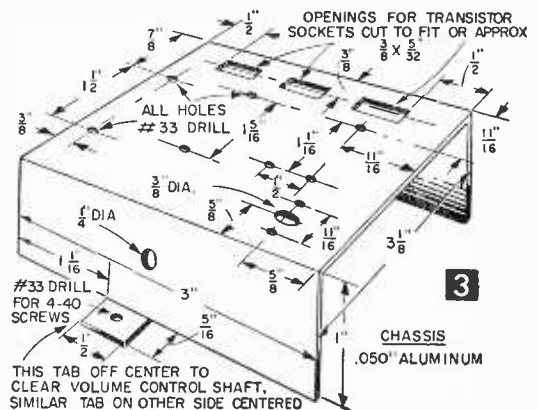 OPENINGS FOR TRANSISTOR
SOCKETS CUT TO FIT OR APPROX
3/8 X 5/32"
1/2"
7/8"
1 1/2"
3/8"
3/8"
1/2"
11/16"
ALL HOLES
#33 DRILL
1 5/16
1 1/16"
11/16"
1/2"
3/8" DIA.
5/8"
11/16"
5/8"
3 1/8"
1/4" DIA
1 1/16"
3"
#33 DRILL
FOR 4-40
SCREWS
1/2"
5/16"
1"
3
CHASSIS
.050" ALUMINUM
THIS TAB OFF CENTER TO
CLEAR VOLUME CONTROL SHAFT,
SIMILAR TAB ON OTHER SIDE CENTERED